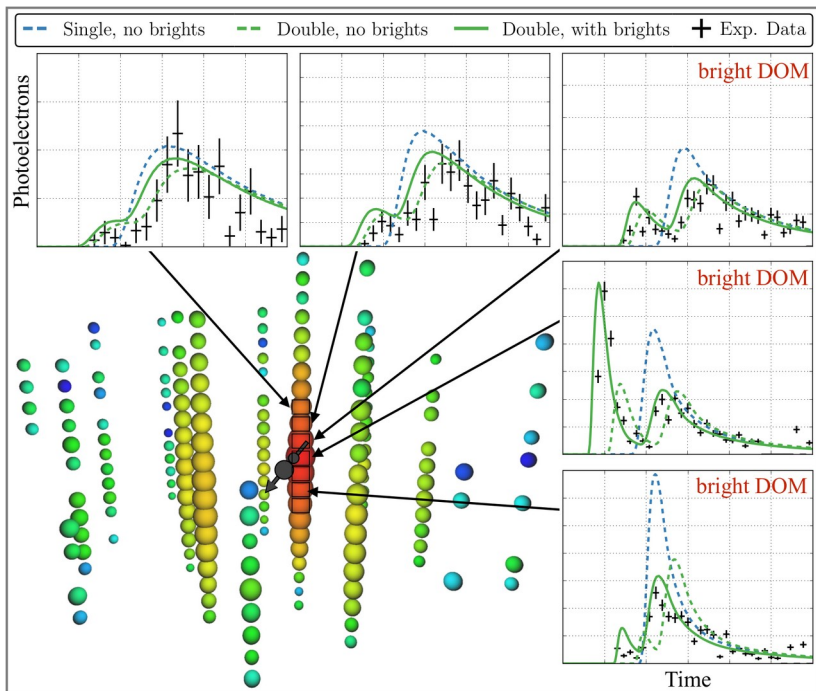 Single, no brights Double, no brights Double, with brights Exp. Data
Photoelectrons
bright DOM
bright DOM
bright DOM
Time